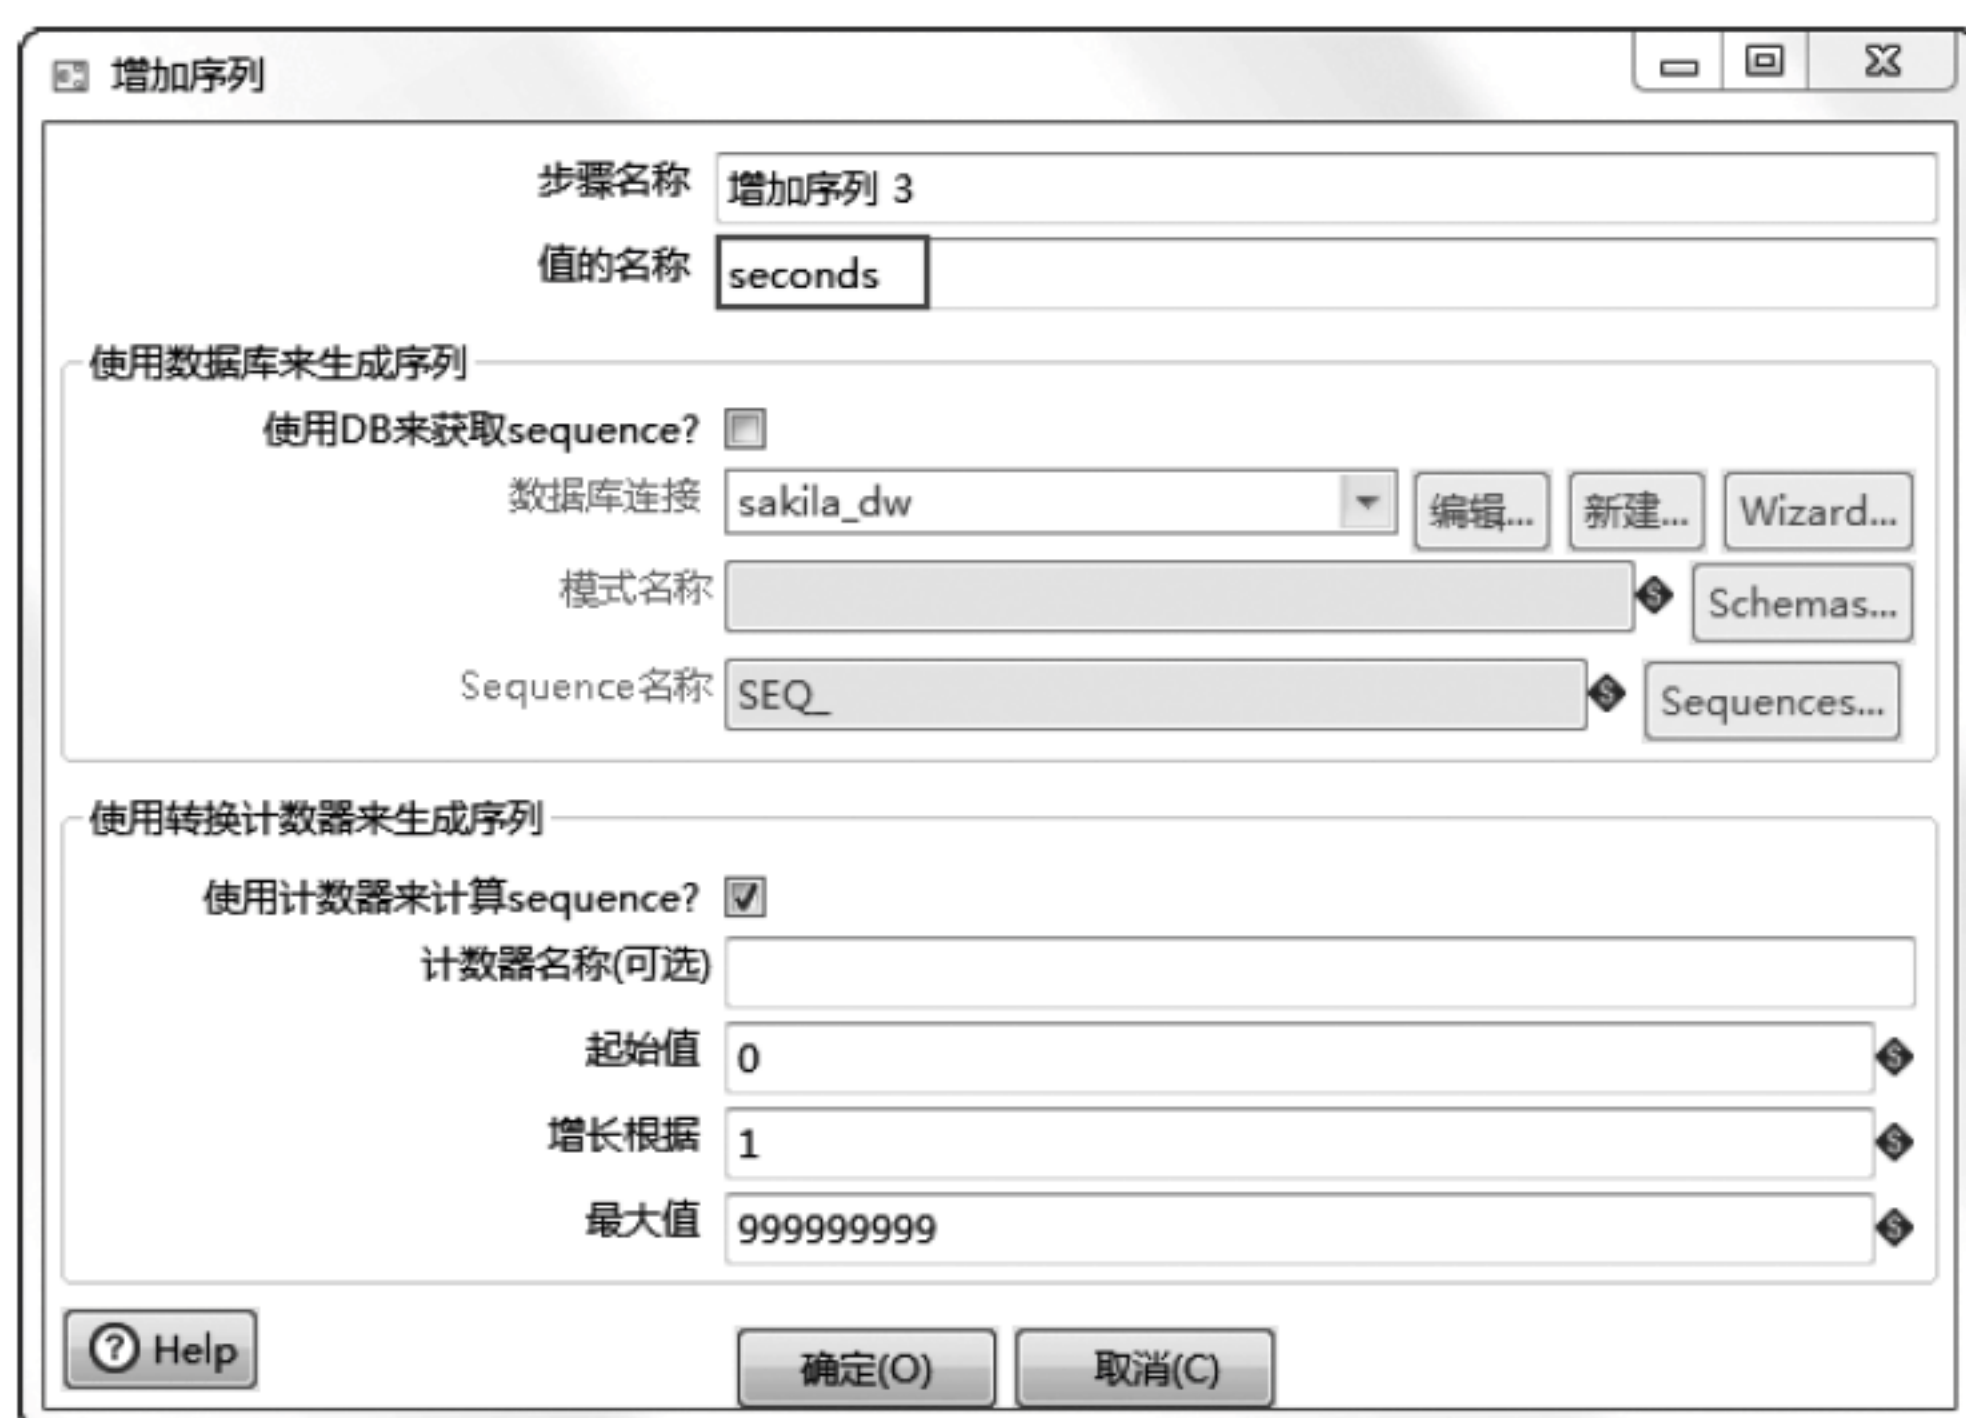 增加序列
步骤名称 增加序列 3
值的名称 seconds
使用数据库来生成序列
使用DB来获取sequence?
数据库连接 sakila_dw 编辑... 新建... Wizard...
模式名称 Schemas...
Sequence名称 SEQ_ Sequences...
使用转换计数器来生成序列
使用计数器来计算sequence?
计数器名称(可选)
起始值 0
增长根据 1
最大值 999999999
Help 确定(O) 取消(C)